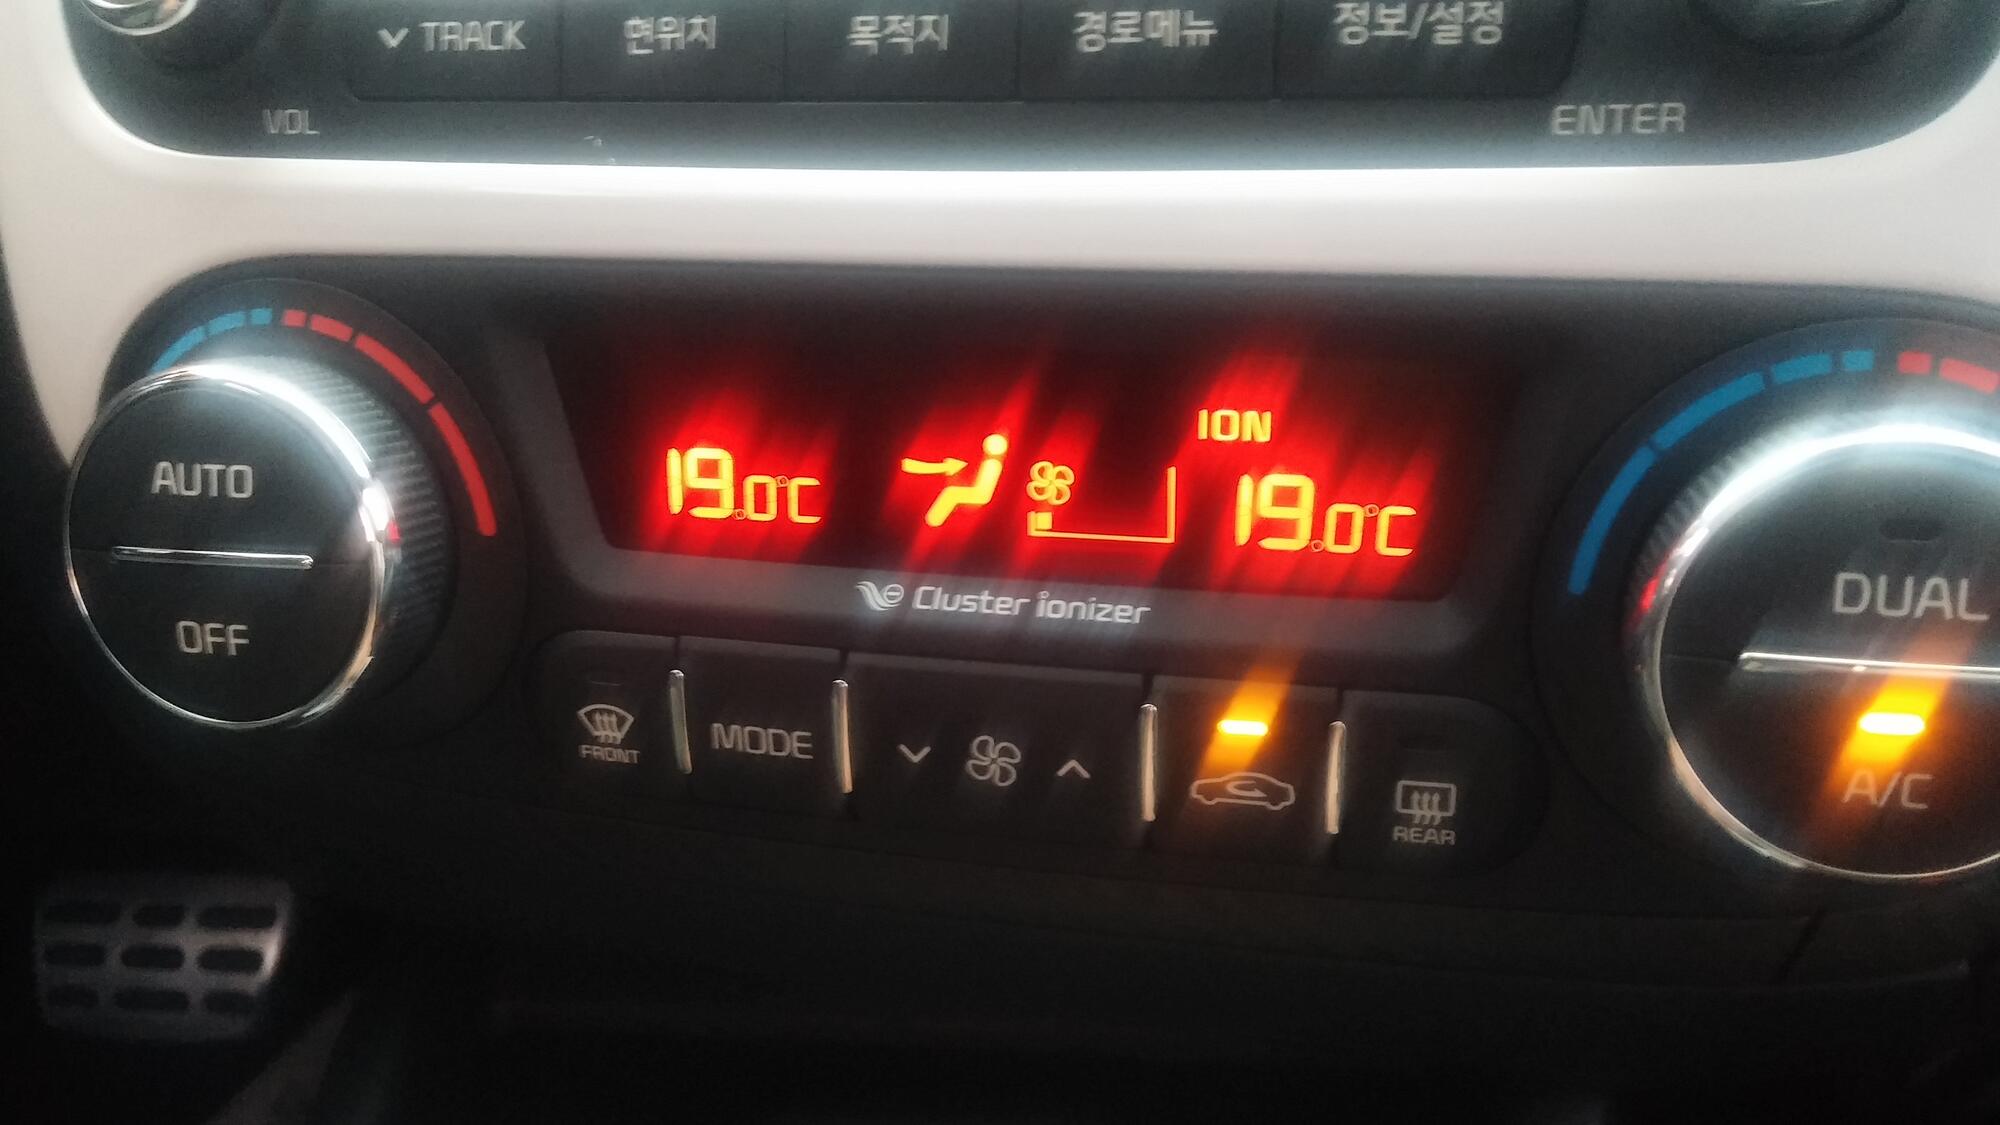 TRACK 현위치 목적지 경로메뉴 정보/설정
VOL ENTER
AUTO
OFF
19.0°C ION 19.0°C
Cluster ionizer
DUAL
A/C
FRONT MODE REAR